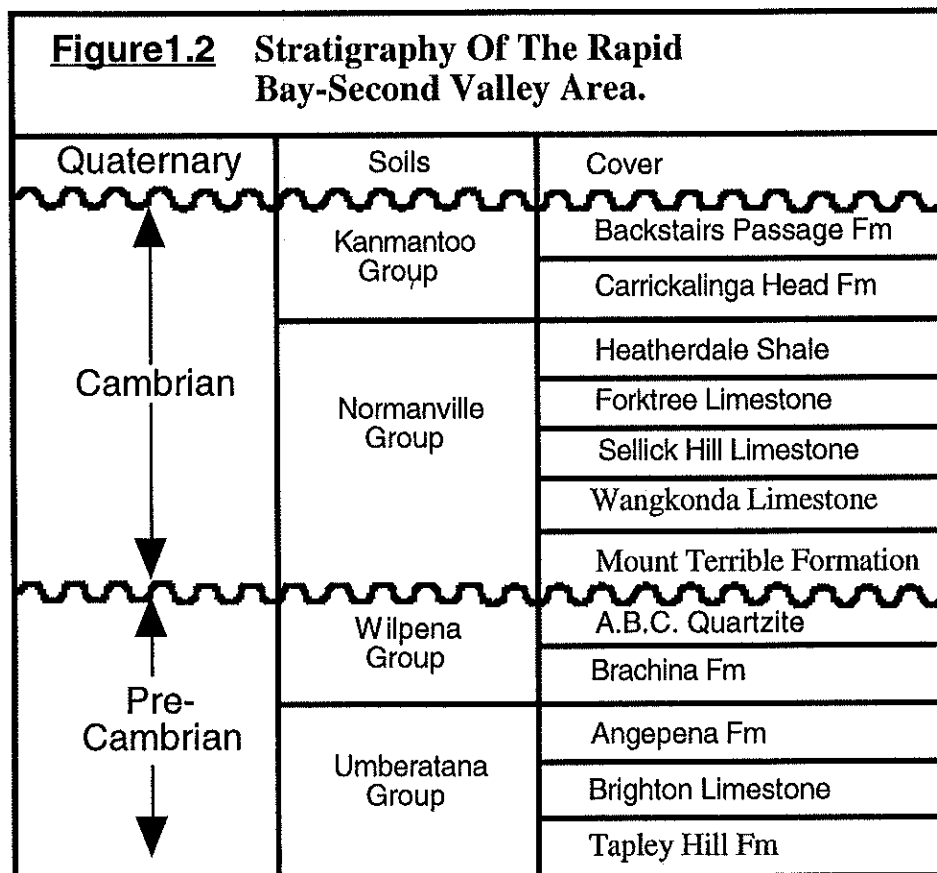 Figure1.2 Stratigraphy Of The Rapid
Bay-Second Valley Area.
Quaternary
Soils
Cover
Cambrian
Kanmantoo
Group
Backstairs Passage Fm
Carrickalinga Head Fm
Normanville
Group
Heatherdale Shale
Forktree Limestone
Sellick Hill Limestone
Wangkonda Limestone
Mount Terrible Formation
Pre-
Cambrian
Wilpena
Group
A.B.C. Quartzite
Brachina Fm
Umberatana
Group
Angepena Fm
Brighton Limestone
Tapley Hill Fm